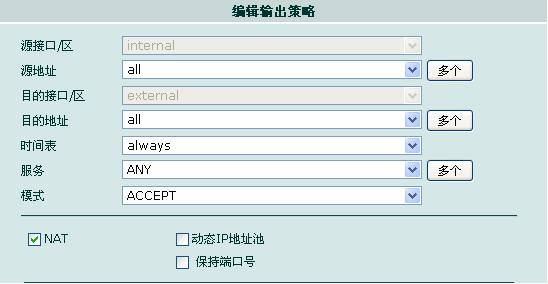 编辑输出策略
源接口/区 internal
源地址 all 多个
目的接口/区 external
目的地址 all 多个
时间表 always
服务 ANY 多个
模式 ACCEPT
NAT 动态IP地址池
保持端口号